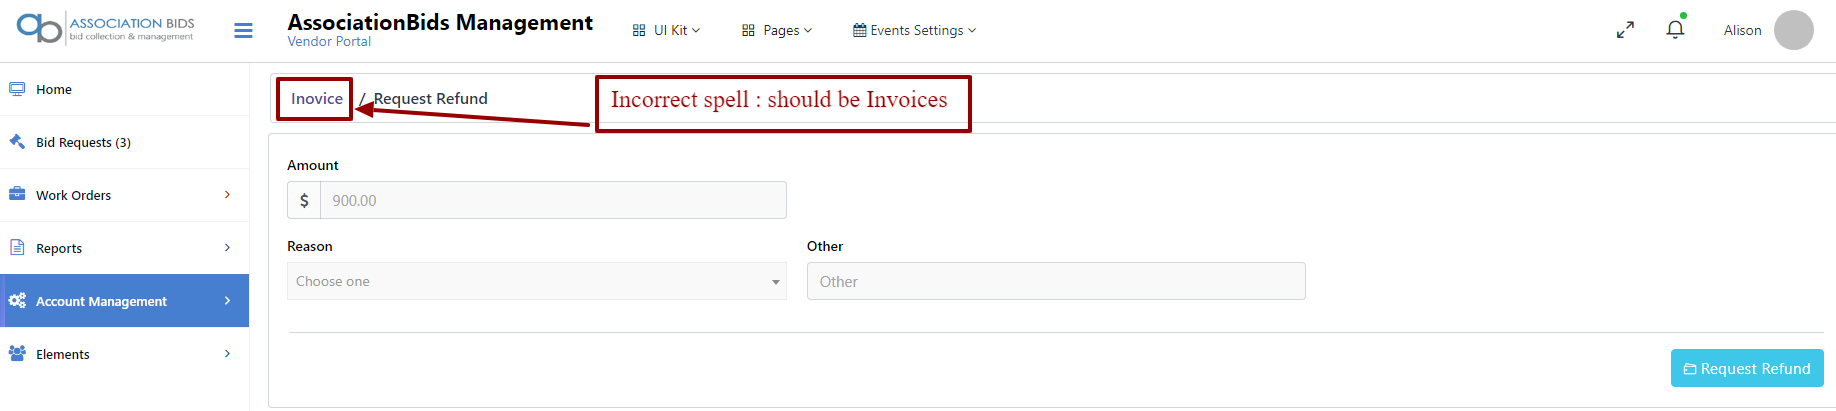 ASSOCIATION BIDS
bid collection & management
AssociationBids Management
Vendor Portal
UI Kit
Pages
Events Settings
Alison
Home
Bid Requests (3)
Work Orders
Reports
Account Management
Elements
Inovice / Request Refund
Incorrect spell : should be Invoices
Amount
$ 900.00
Reason
Other
Choose one
Other
Request Refund